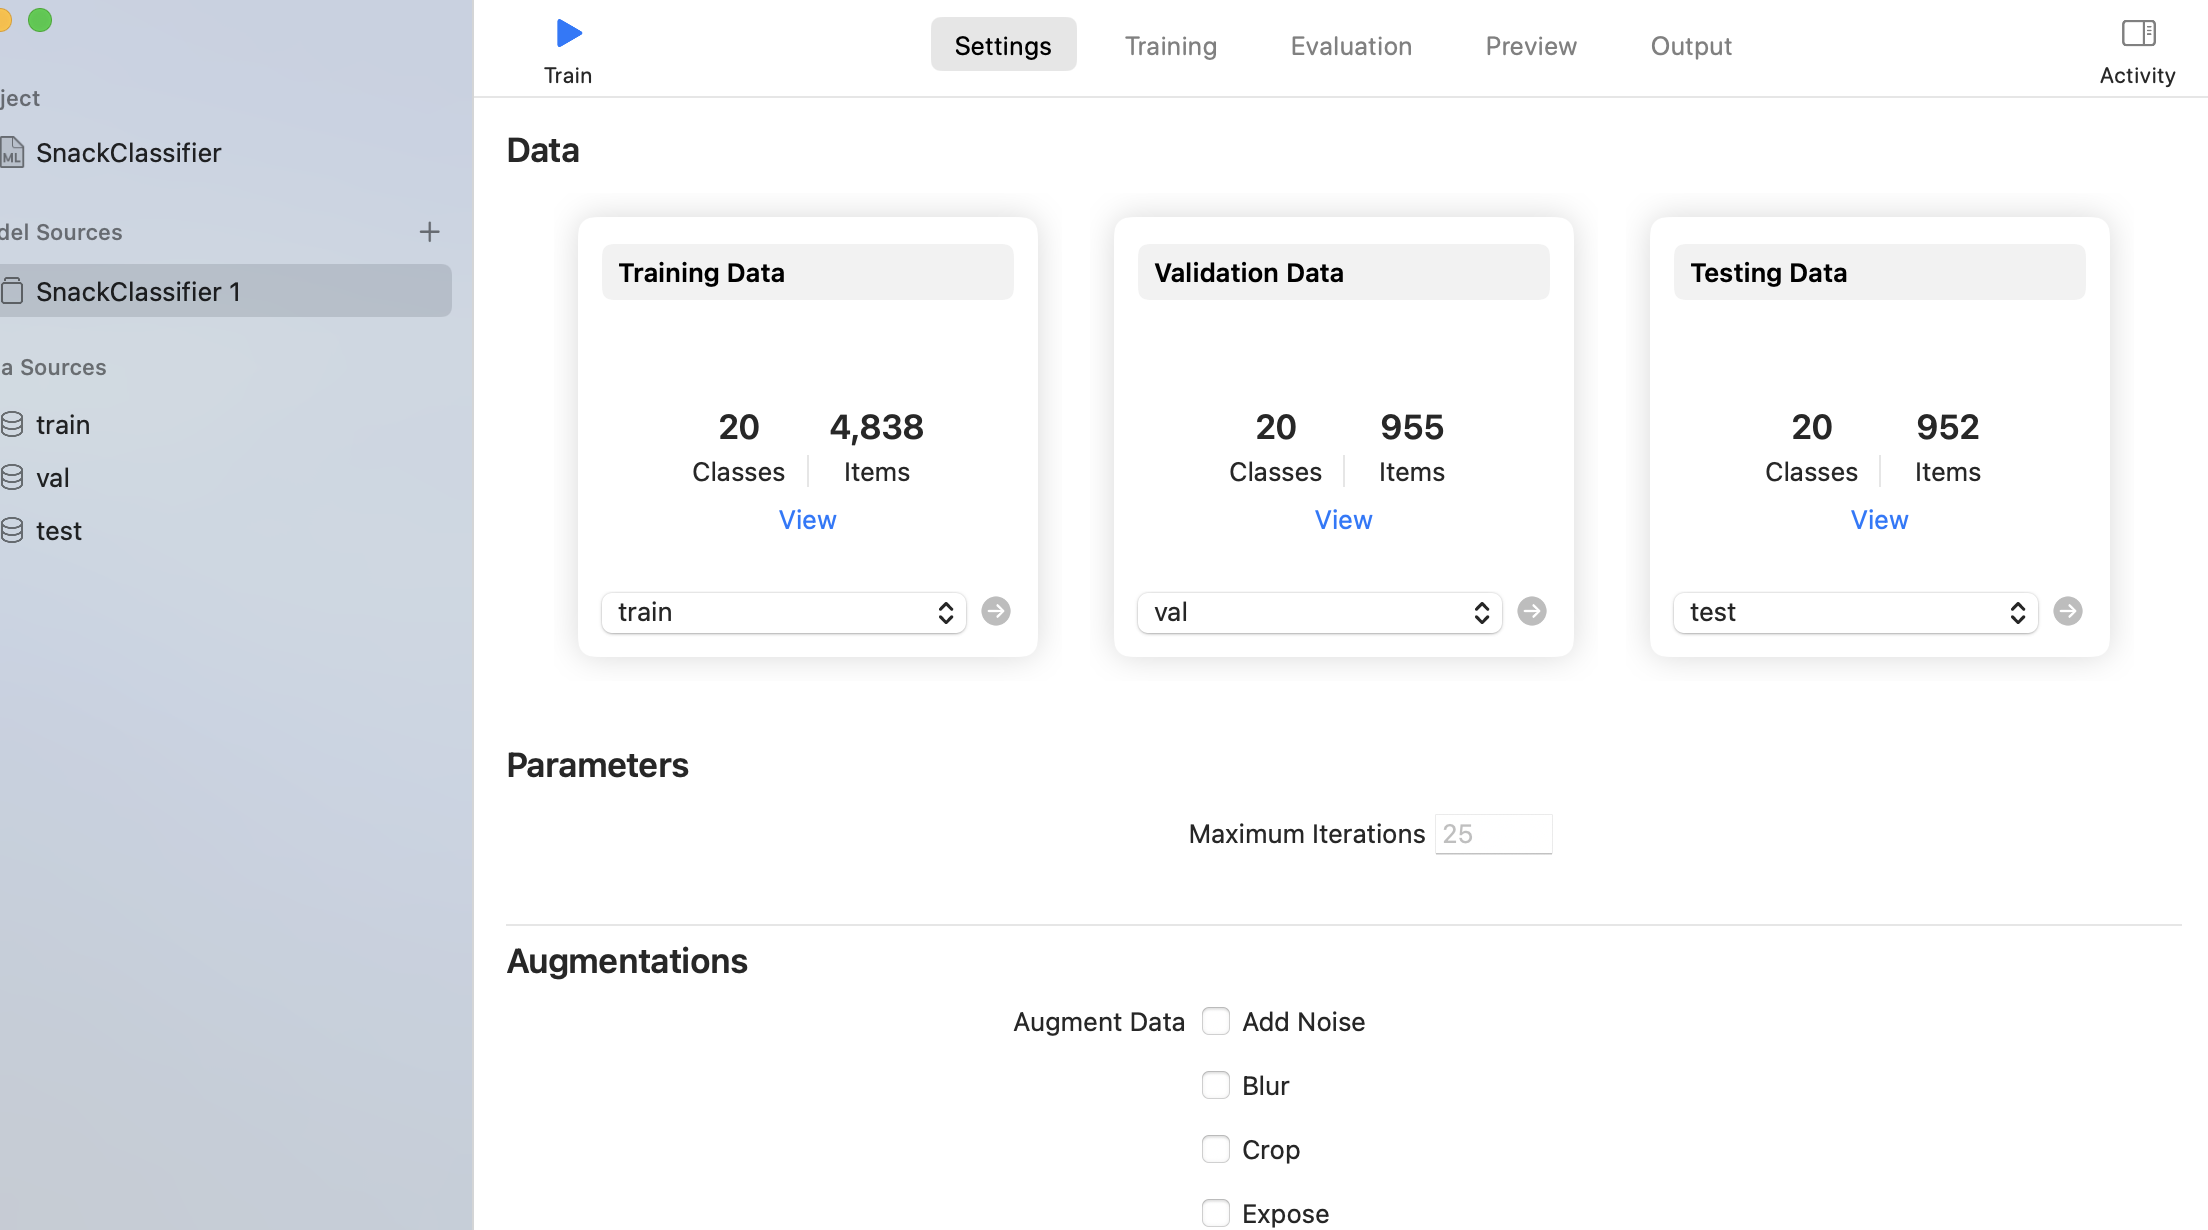 Train
Settings
Training
Evaluation
Preview
Output
Activity
ject
ML
SnackClassifier
del Sources
SnackClassifier 1
a Sources
train
val
test
Data
Training Data
20
Classes
4,838
Items
View
train
Validation Data
20
Classes
955
Items
View
val
Testing Data
20
Classes
952
Items
View
test
Parameters
Maximum Iterations 25
Augmentations
Augment Data
Add Noise
Blur
Crop
Expose